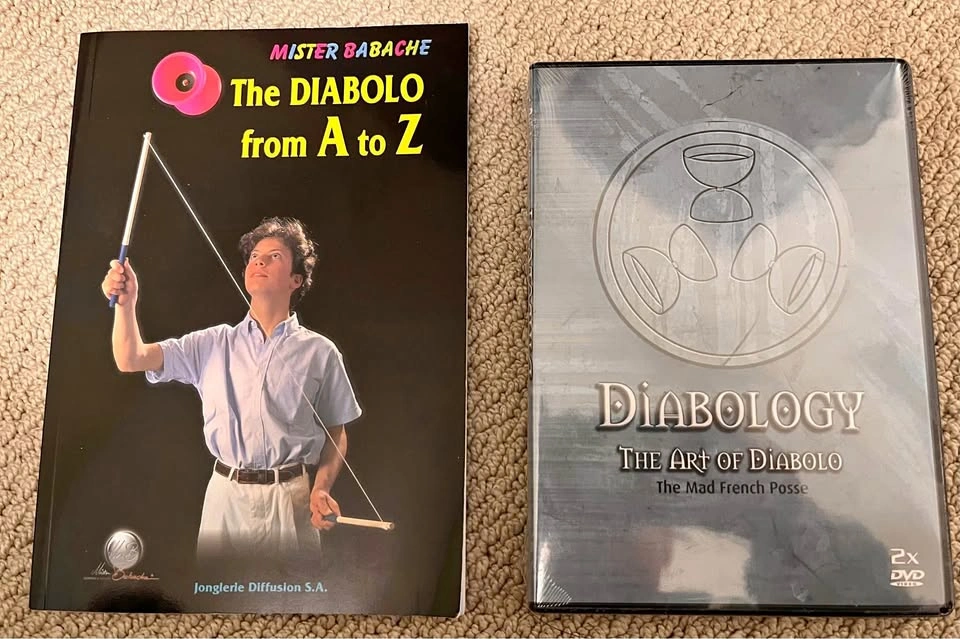 MISTER BABACHE
The DIABOLO
from A to Z
Jonglerie Diffusion S.A.
DIABOLOGY
THE ART OF DIABOLO
The Mad French Posse
2x
DVD
VIDEO